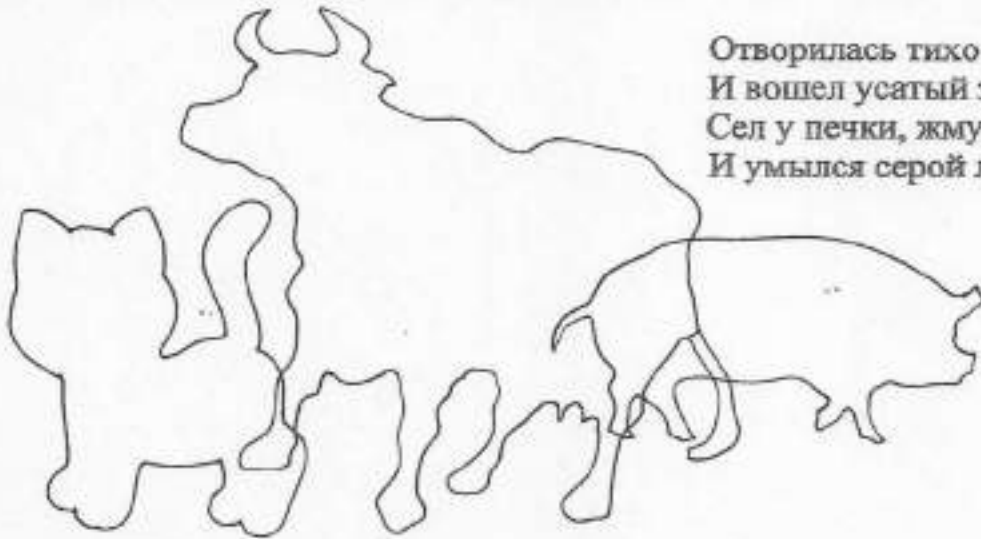 Отворилась тихо
И вошел усатый
Сел у печки,
И умылся серой